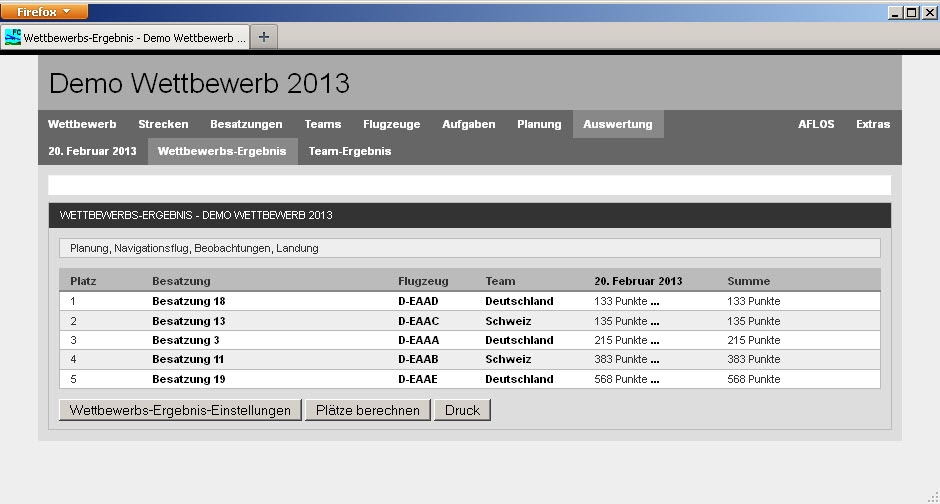 Firefox
Wettbewerbs-Ergebnis - Demo Wettbewerb ...
Demo Wettbewerb 2013
Wettbewerb Strecken Besatzungen Teams Flugzeuge Aufgaben Planung Auswertung AFLOS Extras
20. Februar 2013 Wettbewerbs-Ergebnis Team-Ergebnis
WETTBEWERBS-ERGEBNIS - DEMO WETTBEWERB 2013
Planung, Navigationsflug, Beobachtungen, Landung
Platz Besatzung Flugzeug Team 20. Februar 2013 Summe
1 Besatzung 18 D-EAAD Deutschland 133 Punkte ... 133 Punkte
2 Besatzung 13 D-EAAC Schweiz 135 Punkte ... 135 Punkte
3 Besatzung 3 D-EAAA Deutschland 215 Punkte ... 215 Punkte
4 Besatzung 11 D-EAAB Schweiz 383 Punkte ... 383 Punkte
5 Besatzung 19 D-EAAE Deutschland 568 Punkte ... 568 Punkte
Wettbewerbs-Ergebnis-Einstellungen Plätze berechnen Druck